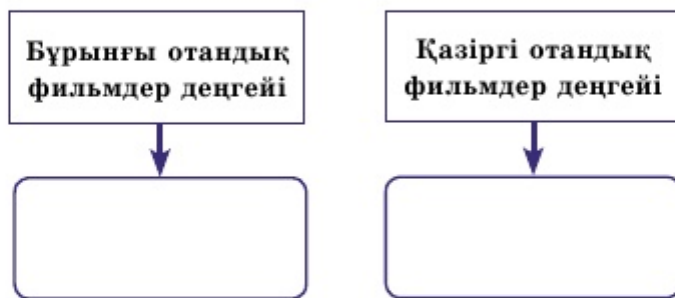 Бұрынғы отандық
фильмдер деңгейі
Қазіргі отандық
фильмдер деңгейі